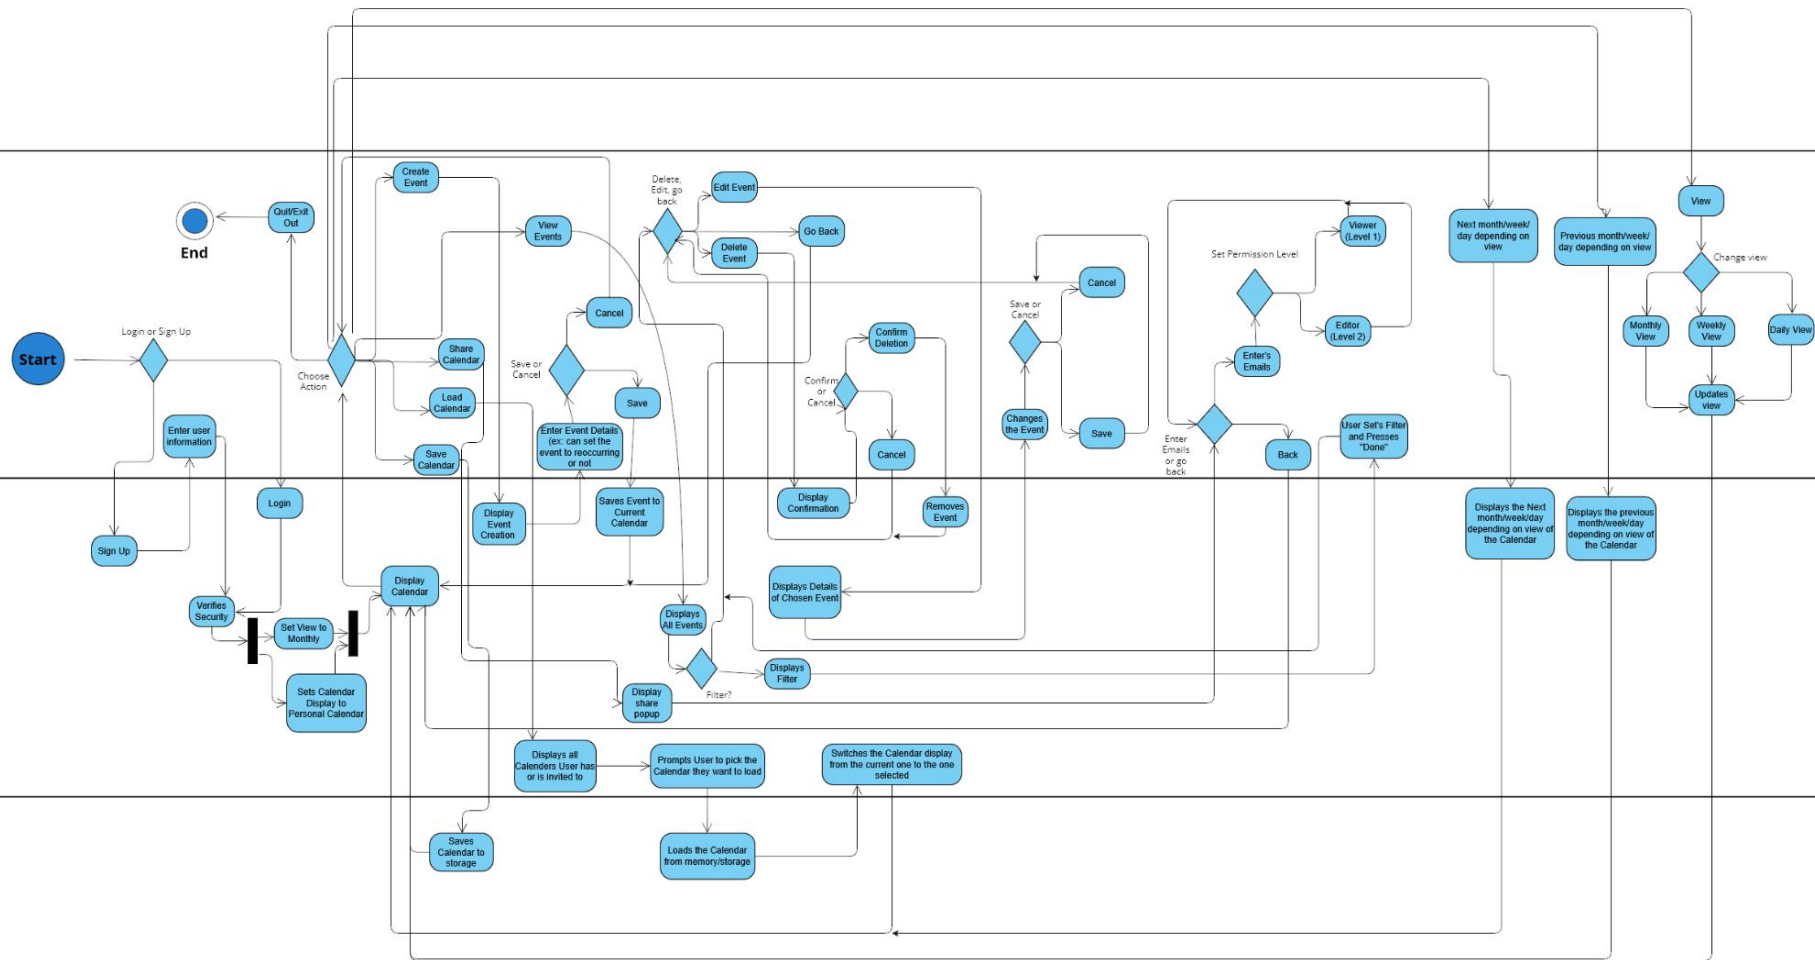 Create
Event
Delete,
Edit, go
back
Edit Event
View
Quit/Exit
Out
End
View
Events
Go Back
Delete
Event
Viewer
(Level 1)
Next month/week/
day depending on
view
Previous month/week/
day depending on view
Set Permission Level
Change view
Cancel
Cancel
Save or
Cancel
Login or Sign Up
Start
Choose
Action
Share
Calendar
Load
Calendar
Save
Calendar
Save or
Cancel
Save
Confirm
Deletion
Confirm
or
Cancel
Cancel
Editor
(Level 2)
Enter's
Emails
Monthly
View
Weekly
View
Daily View
Updates
view
Enter user
information
Enter Event Details
(ex: can set the
event to reoccurring
or not
Changes
the Event
Save
Enter
Emails
or go
back
Back
User Set's Filter
and Presses
"Done"
Login
Sign Up
Display
Event
Creation
Saves Event to
Current
Calendar
Display
Confirmation
Removes
Event
Displays the Next
month/week/day
depending on view of
the Calendar
Displays the previous
month/week/day
depending on view of
the Calendar
Display
Calendar
Verifies
Security
Set View to
Monthly
Sets Calendar
Display to
Personal Calendar
Displays
All Events
Displays Details
of Chosen Event
Filter?
Displays
Filter
Display
share
popup
Displays all
Calenders User has
or is invited to
Prompts User to pick the
Calendar they want to load
Switches the Calendar display
from the current one to the one
selected
Saves
Calendar to
storage
Loads the Calendar
from memory/storage